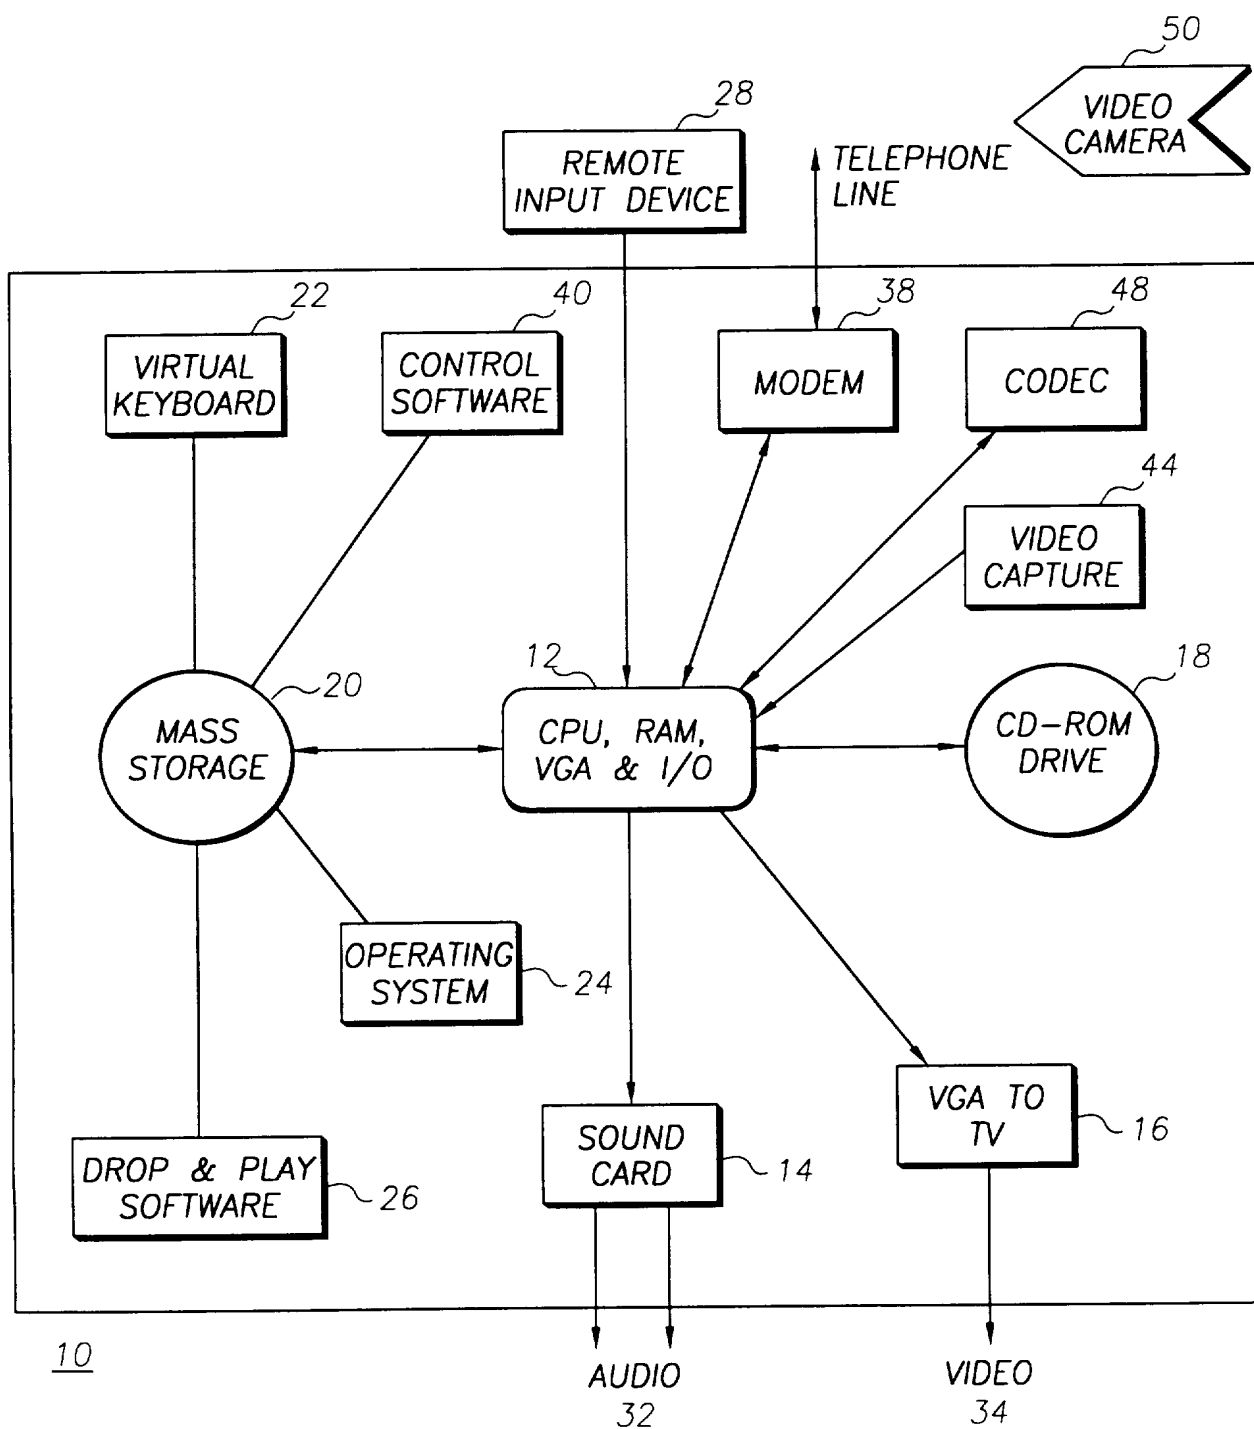 50
VIDEO
CAMERA
28
REMOTE
INPUT DEVICE
TELEPHONE
LINE
22
VIRTUAL
KEYBOARD
40
CONTROL
SOFTWARE
38
MODEM
48
CODEC
44
VIDEO
CAPTURE
20
MASS
STORAGE
12
CPU, RAM,
VGA & I/O
18
CD-ROM
DRIVE
OPERATING
SYSTEM
24
VGA TO
TV
16
SOUND
CARD
14
DROP & PLAY
SOFTWARE
26
10
AUDIO
32
VIDEO
34